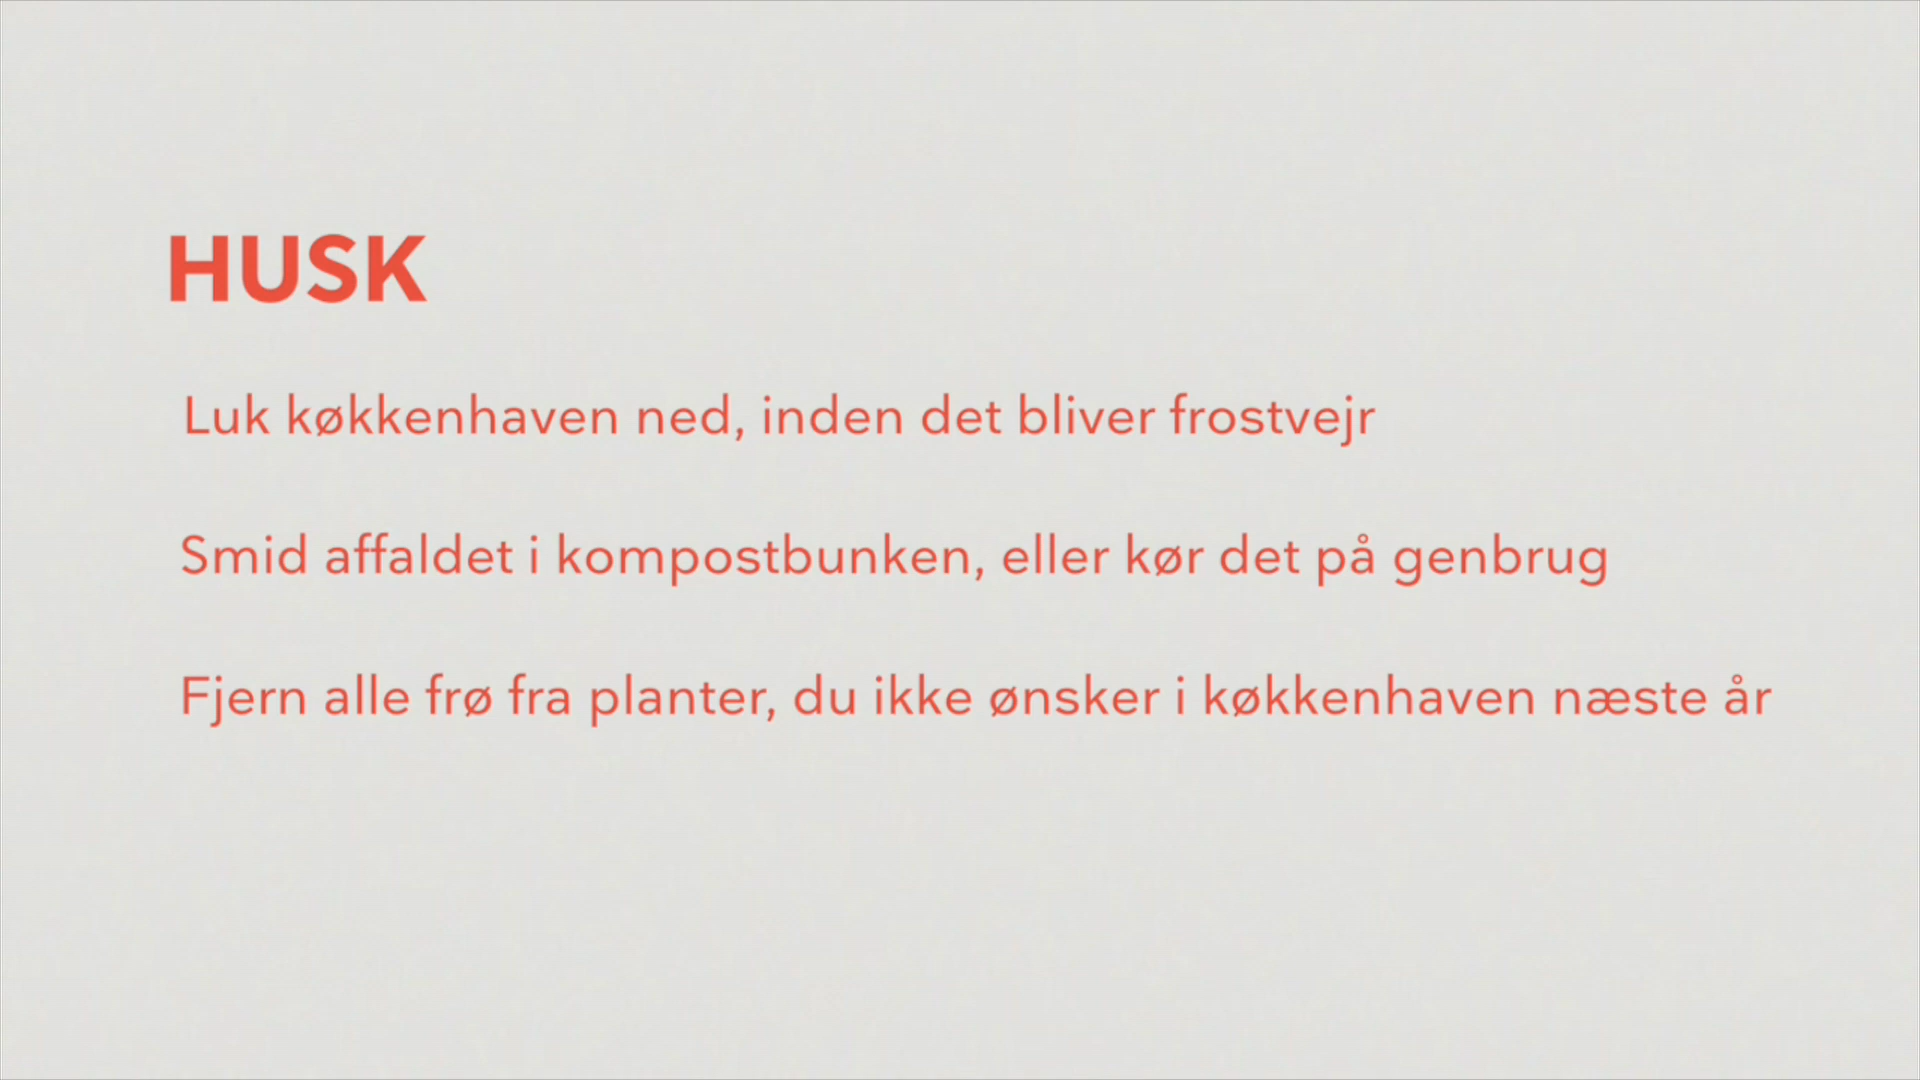 HUSK
Luk køkkenhaven ned, inden det bliver frostvejr
Smid affaldet i kompostbunken, eller kør det på genbrug
Fjern alle frø fra planter, du ikke ønsker i køkkenhaven næste år